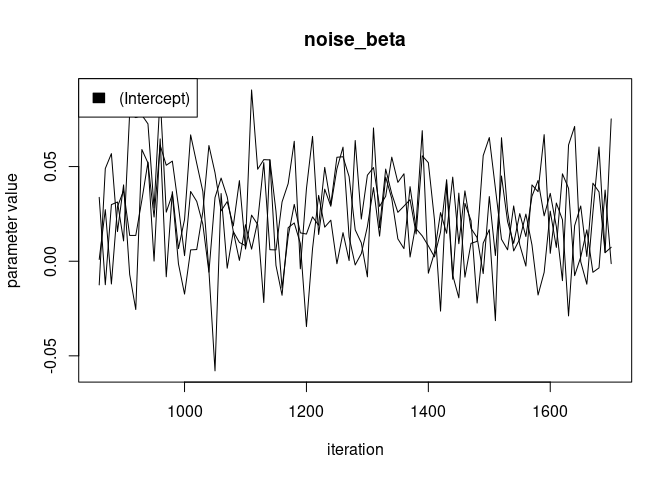 noise_beta
(Intercept)
parameter value
0.05
0.00
-0.05
1000 1200 1400 1600
iteration